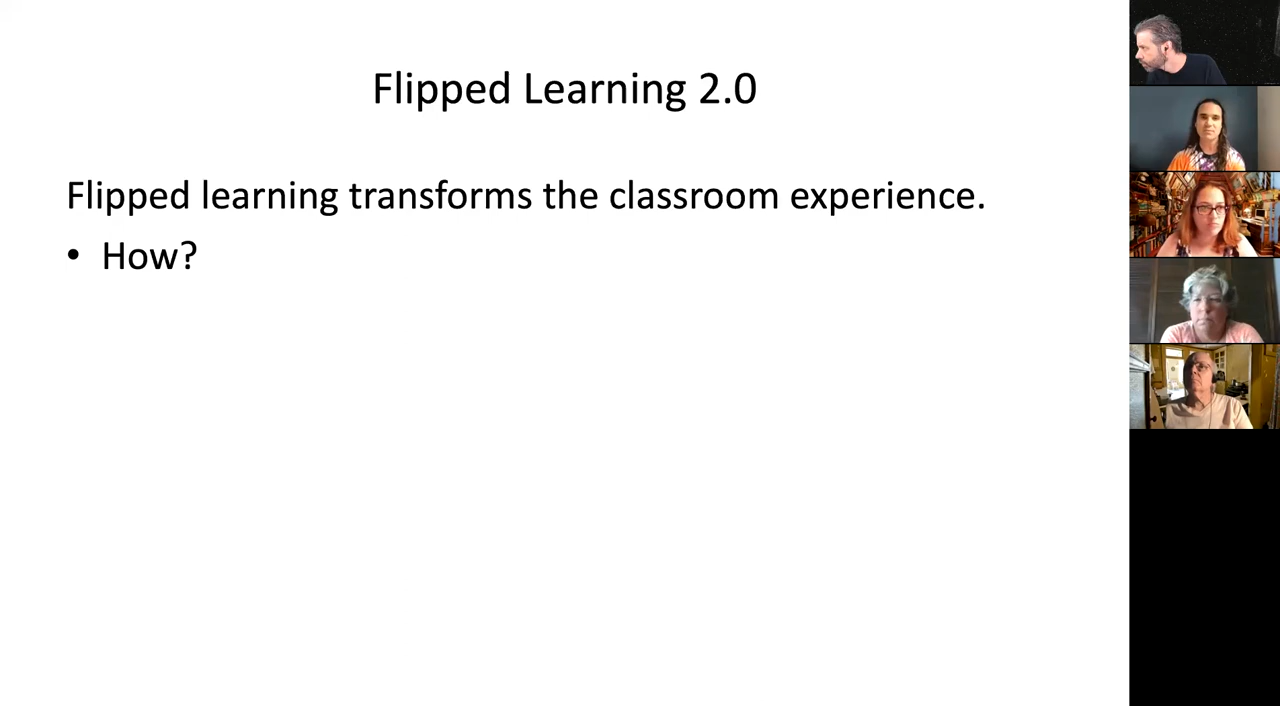 Flipped Learning 2.0
Flipped learning transforms the classroom experience.
• How?